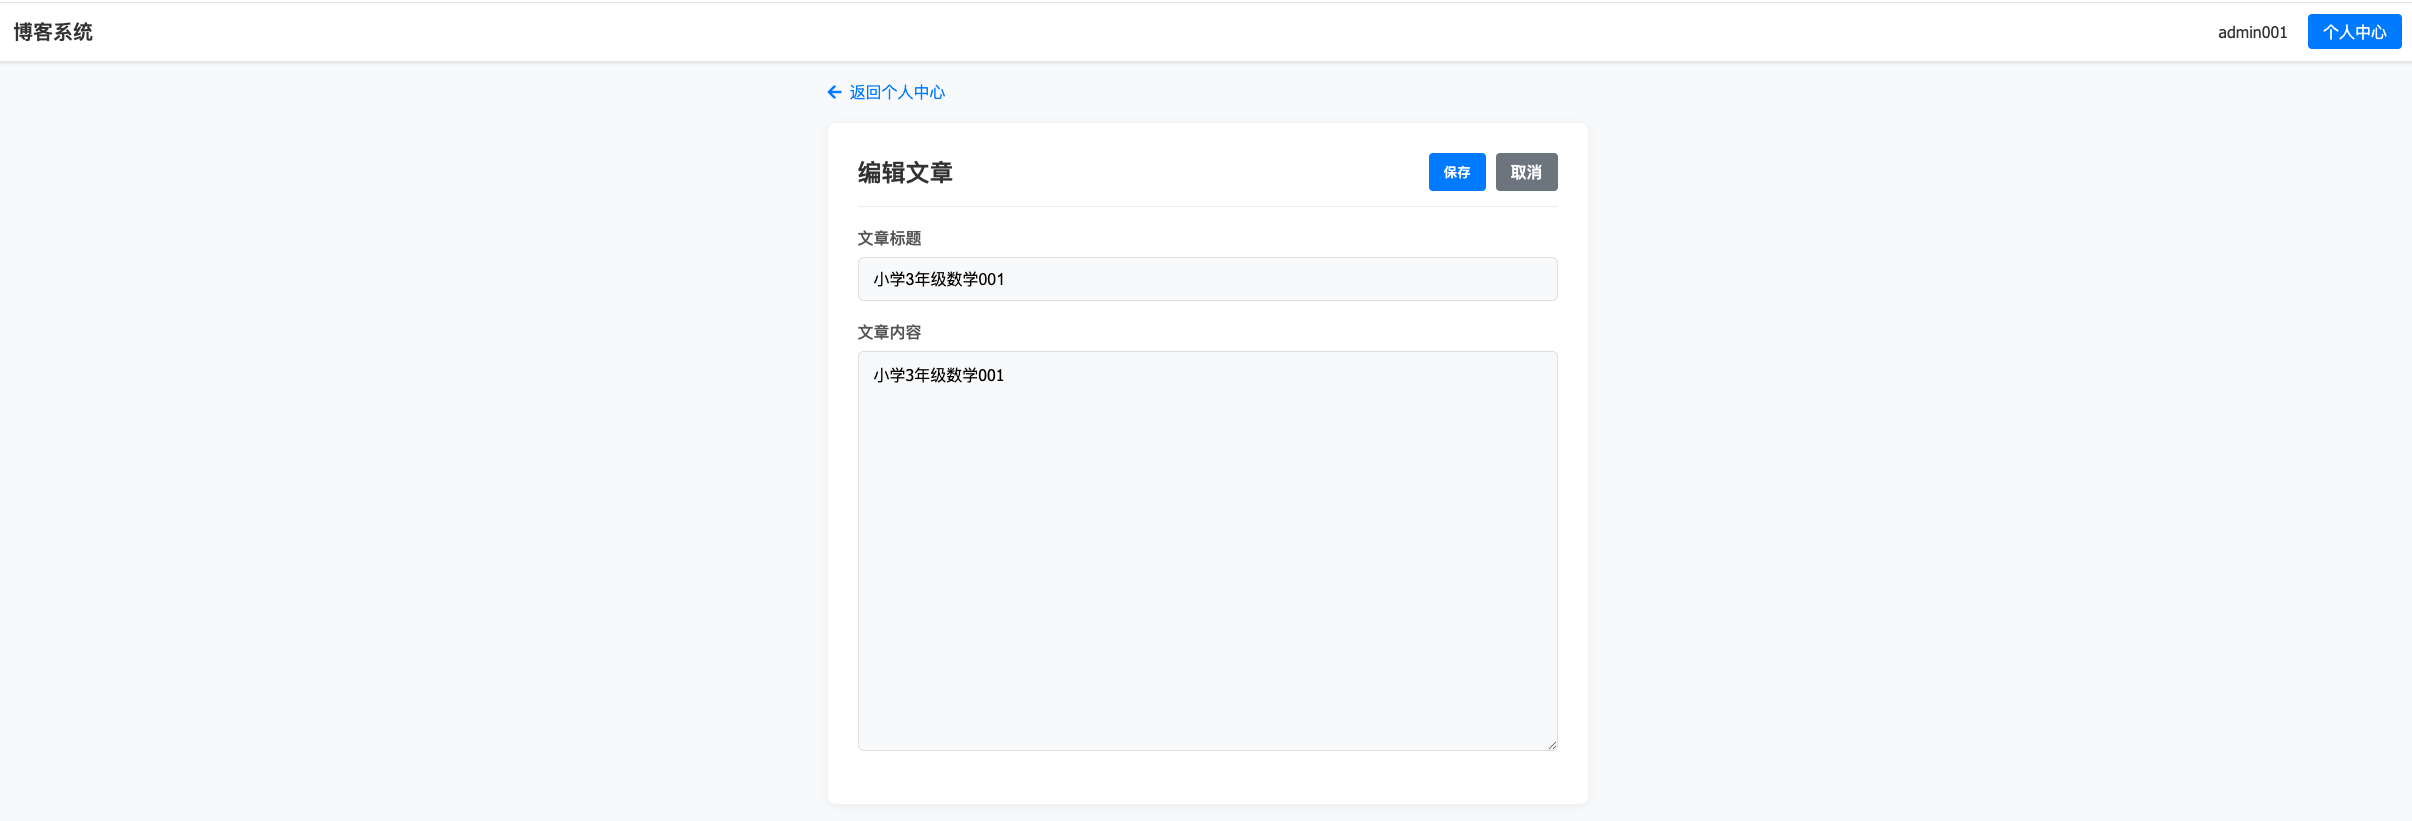 博客系统
admin001
个人中心
返回个人中心
编辑文章
保存
取消
文章标题
小学3年级数学001
文章内容
小学3年级数学001